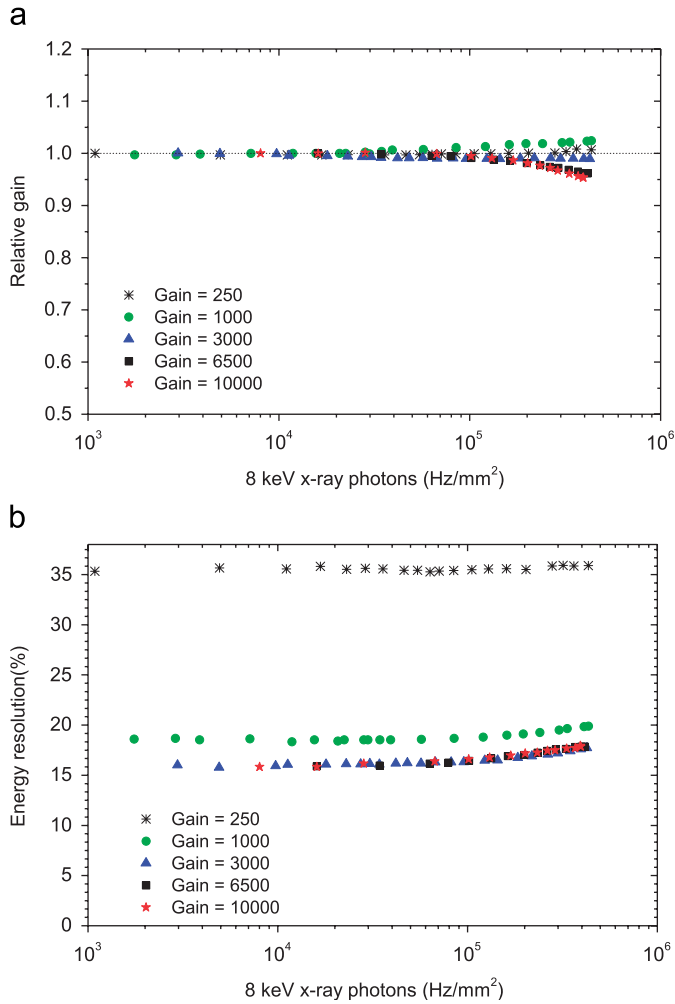 a
1.2
1.1
1.0
0.9
0.8
0.7
0.6
0.5
Relative gain
Gain = 250
Gain = 1000
Gain = 3000
Gain = 6500
Gain = 10000
10³ 10⁴ 10⁵ 10⁶
8 keV x-ray photons (Hz/mm²)
b
35
30
25
20
15
10
5
0
Energy resolution(%)
Gain = 250
Gain = 1000
Gain = 3000
Gain = 6500
Gain = 10000
10³ 10⁴ 10⁵ 10⁶
8 keV x-ray photons (Hz/mm²)